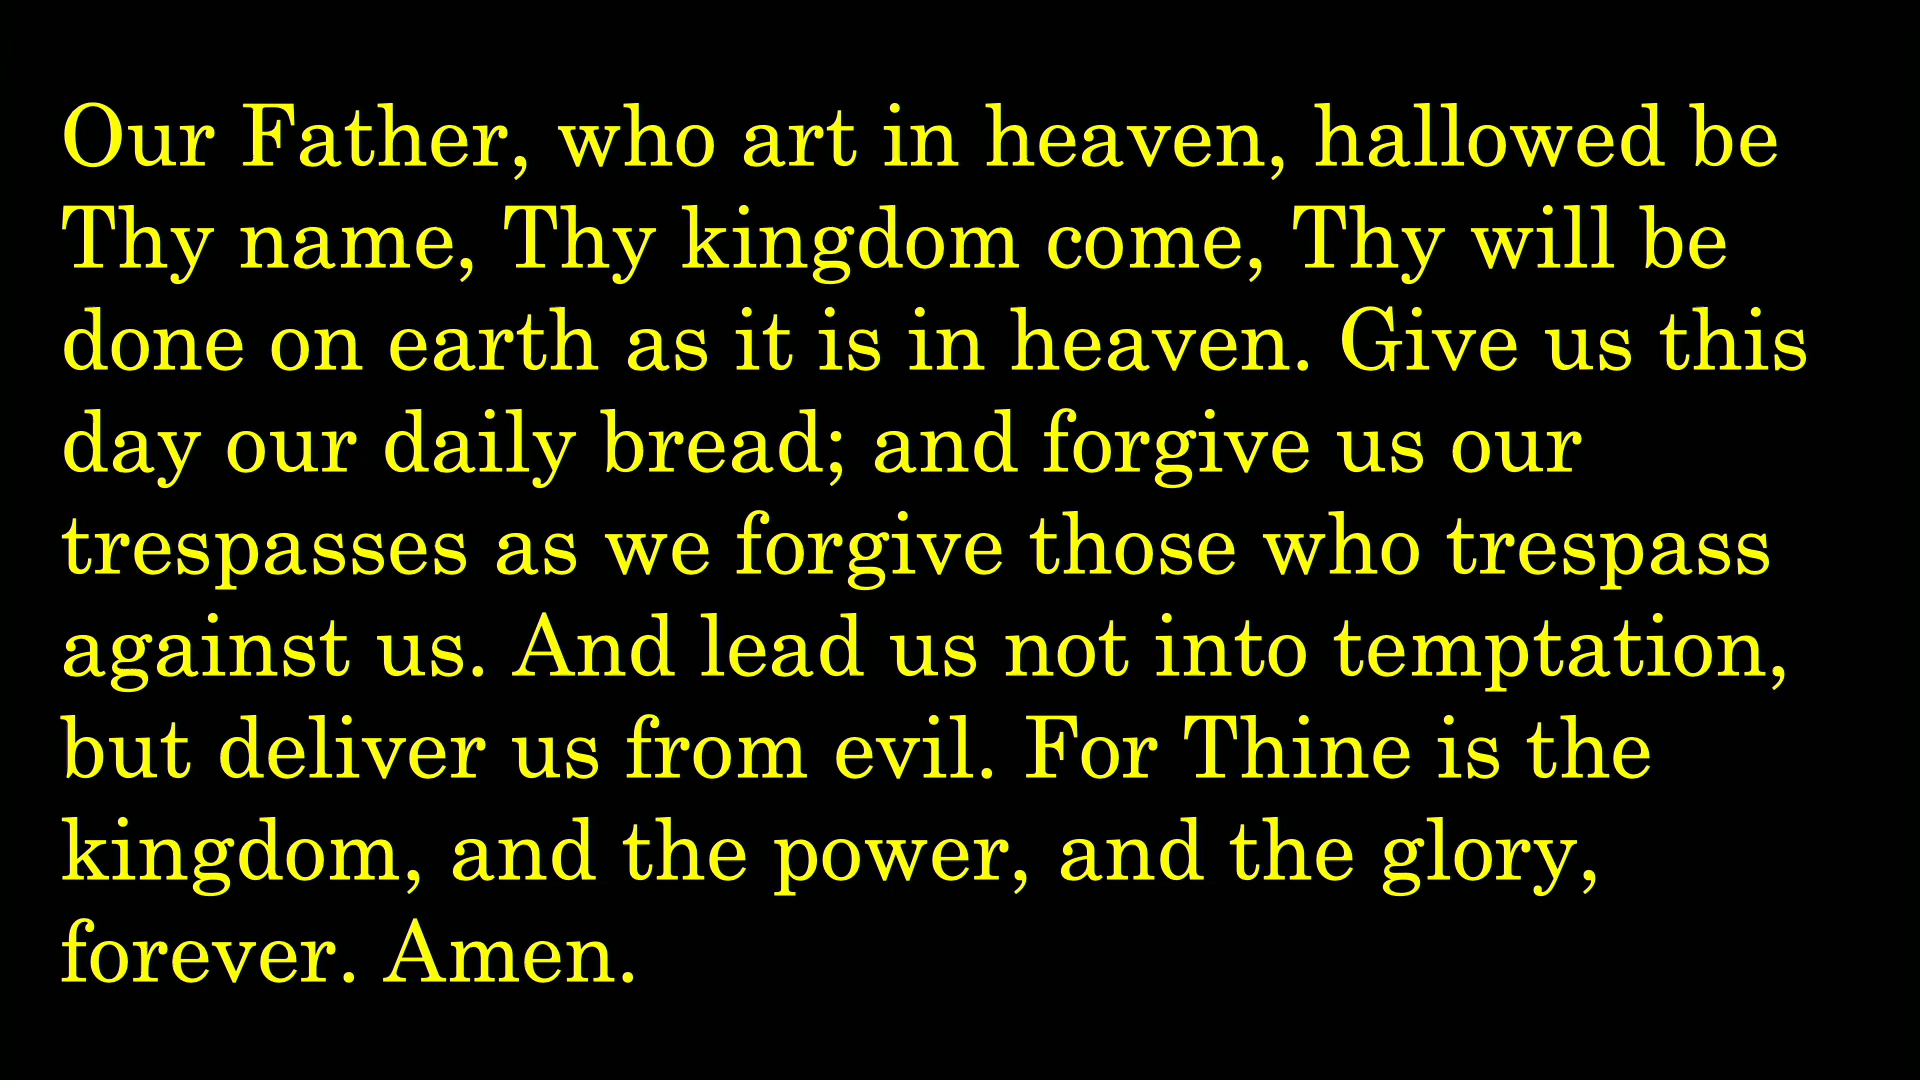 Our Father, who art in heaven, hallowed be
Thy name, Thy kingdom come, Thy will be
done on earth as it is in heaven. Give us this
day our daily bread; and forgive us our
trespasses as we forgive those who trespass
against us. And lead us not into temptation,
but deliver us from evil. For Thine is the
kingdom, and the power, and the glory,
forever. Amen.